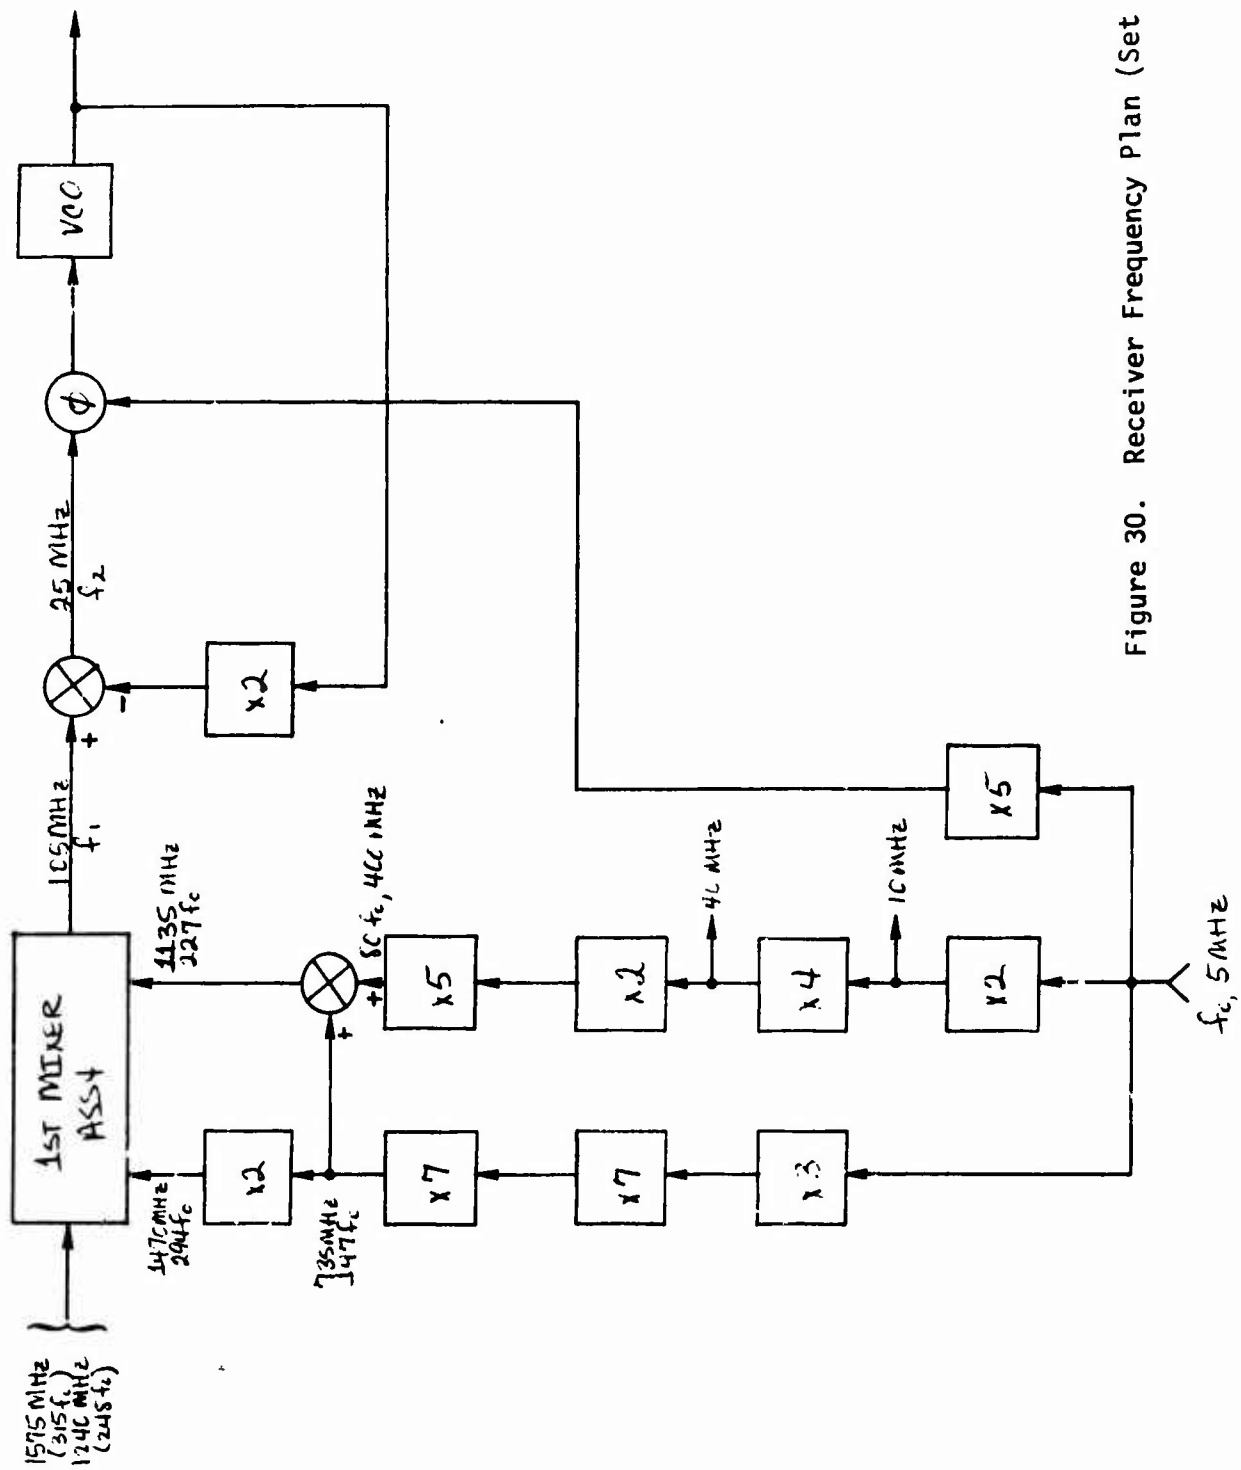 1575 MHz
(315 fc)
1240 MHz
(248 fc)
1ST MIXER
ASSY
105 MHz
f1
+
-
25 MHz
f2
ϕ
VCO
x2
1470 MHz
294 fc
1135 MHz
227 fc
x2
735 MHz
147 fc
+
+
80 fc, 400 MHz
x7
x5
x7
x2
40 MHz
x3
x4
10 MHz
x2
x5
fc, 5 MHz
Figure 30. Receiver Frequency Plan (Set